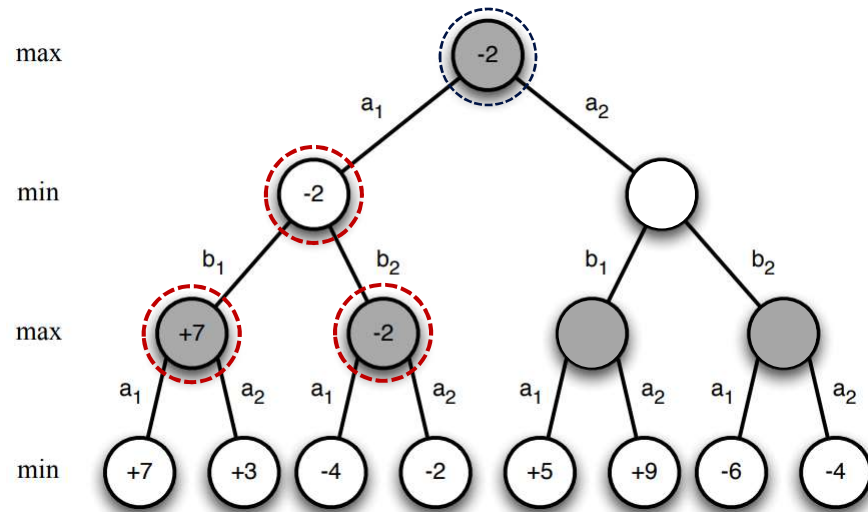 max
-2
a1 a2
min
-2
b1 b2 b1 b2
max
+7 -2
a1 a2 a1 a2 a1 a2 a1 a2
min
+7 +3 -4 -2 +5 +9 -6 -4